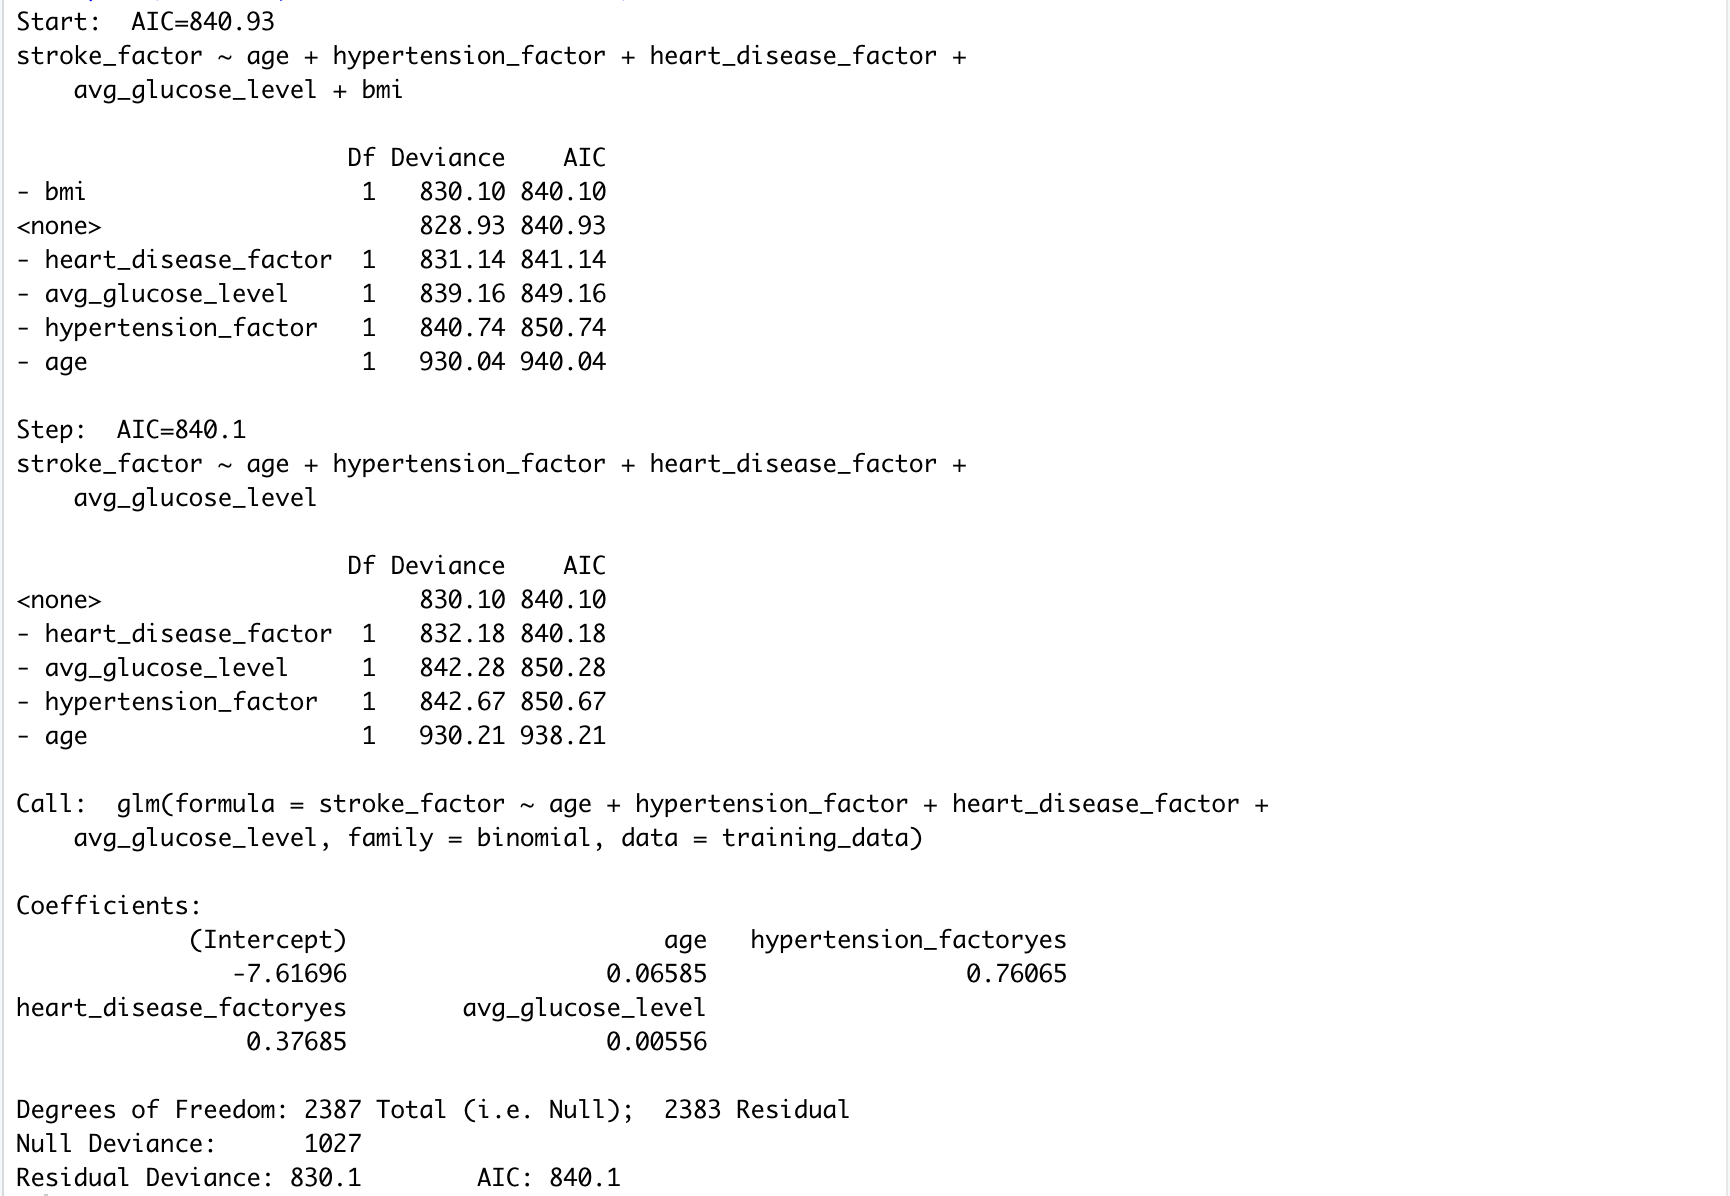 Start:  AIC=840.93
stroke_factor ~ age + hypertension_factor + heart_disease_factor +
    avg_glucose_level + bmi

                       Df Deviance    AIC
- bmi                   1   830.10 840.10
<none>                      828.93 840.93
- heart_disease_factor  1   831.14 841.14
- avg_glucose_level     1   839.16 849.16
- hypertension_factor   1   840.74 850.74
- age                   1   930.04 940.04

Step:  AIC=840.1
stroke_factor ~ age + hypertension_factor + heart_disease_factor +
    avg_glucose_level

                       Df Deviance    AIC
<none>                      830.10 840.10
- heart_disease_factor  1   832.18 840.18
- avg_glucose_level     1   842.28 850.28
- hypertension_factor   1   842.67 850.67
- age                   1   930.21 938.21

Call:  glm(formula = stroke_factor ~ age + hypertension_factor + heart_disease_factor +
    avg_glucose_level, family = binomial, data = training_data)

Coefficients:
            (Intercept)                      age   hypertension_factoryes
               -7.61696                  0.06585                  0.76065
heart_disease_factoryes        avg_glucose_level
                0.37685                  0.00556

Degrees of Freedom: 2387 Total (i.e. Null);  2383 Residual
Null Deviance:      1027
Residual Deviance: 830.1        AIC: 840.1